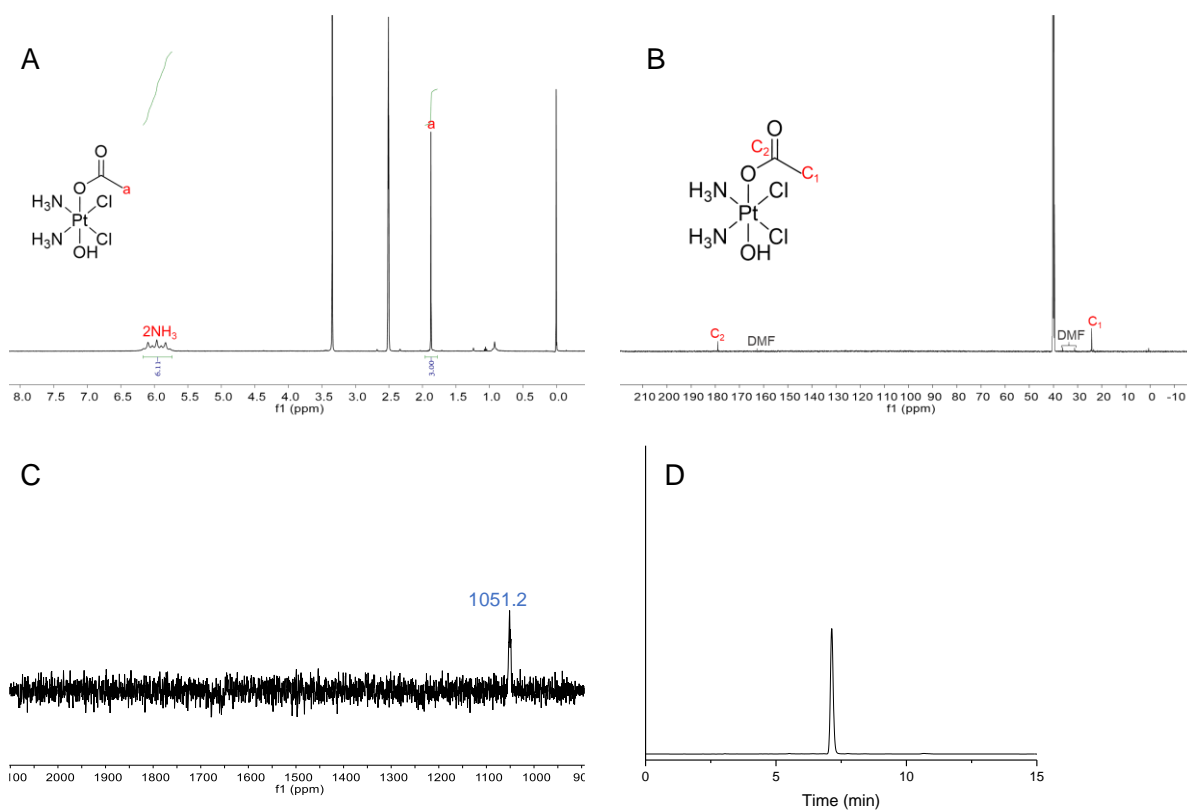 A
O
O
a
H₃N
Cl
Pt
H₃N
Cl
OH
2NH₃
a
6.11
3.00
8.0 7.5 7.0 6.5 6.0 5.5 5.0 4.5 4.0 3.5 3.0 2.5 2.0 1.5 1.0 0.5 0.0
f1 (ppm)
B
O
C₂
O
C₁
H₃N
Cl
Pt
H₃N
Cl
OH
C₂
DMF
DMF
C₁
210 200 190 180 170 160 150 140 130 120 110 100 90 80 70 60 50 40 30 20 10 0 -10
f1 (ppm)
C
1051.2
100 2000 1900 1800 1700 1600 1500 1400 1300 1200 1100 1000 90
f1 (ppm)
D
0 5 10 15
Time (min)